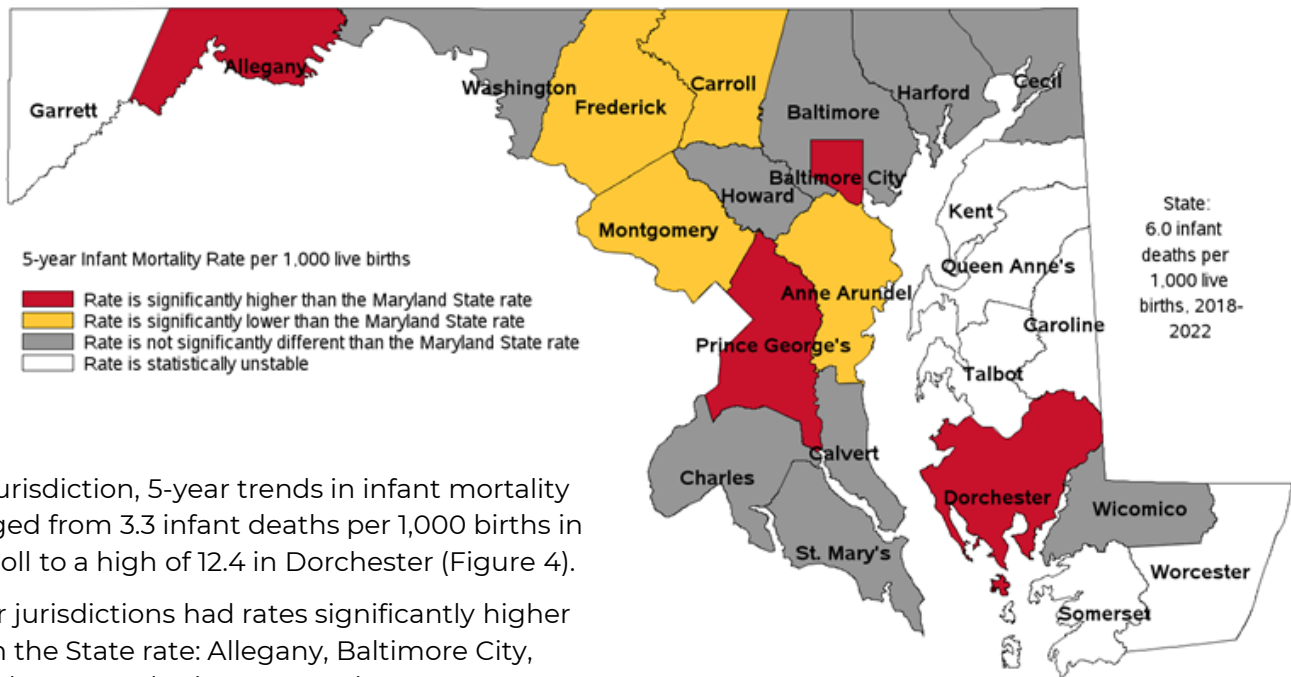 Garrett
Allegany
Washington
Frederick
Carroll
Baltimore
Harford
Cecil
Baltimore City
Howard
Montgomery
Kent
Queen Anne's
Anne Arundel
Prince George's
Caroline
Talbot
Calvert
Charles
Dorchester
Wicomico
St. Mary's
Worcester
Somerset
State:
6.0 infant
deaths per
1,000 live
births, 2018-
2022
5-year Infant Mortality Rate per 1,000 live births
Rate is significantly higher than the Maryland State rate
Rate is significantly lower than the Maryland State rate
Rate is not significantly different than the Maryland State rate
Rate is statistically unstable
urisdiction, 5-year trends in infant mortality
ged from 3.3 infant deaths per 1,000 births in
oll to a high of 12.4 in Dorchester (Figure 4).
r jurisdictions had rates significantly higher
n the State rate: Allegany, Baltimore City,